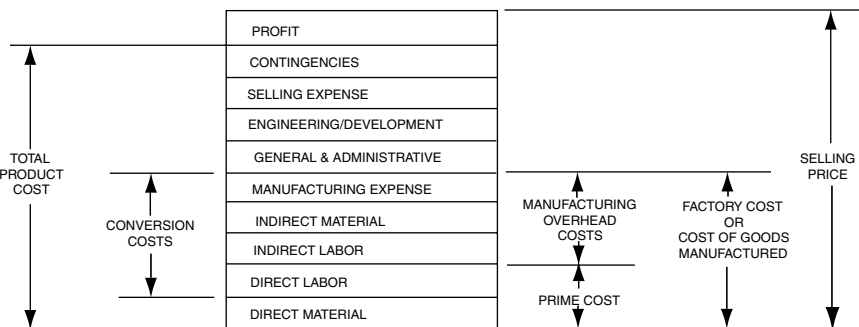 PROFIT
CONTINGENCIES
SELLING EXPENSE
ENGINEERING/DEVELOPMENT
GENERAL & ADMINISTRATIVE
MANUFACTURING EXPENSE
INDIRECT MATERIAL
INDIRECT LABOR
DIRECT LABOR
DIRECT MATERIAL
TOTAL
PRODUCT
COST
CONVERSION
COSTS
MANUFACTURING
OVERHEAD
COSTS
PRIME COST
FACTORY COST
OR
COST OF GOODS
MANUFACTURED
SELLING
PRICE